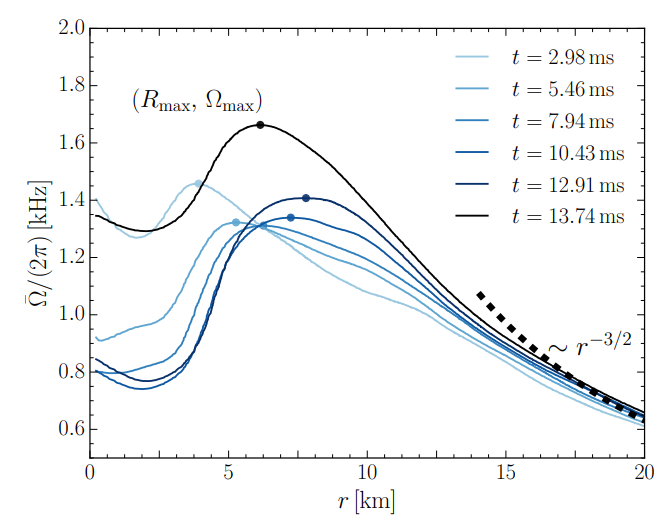 2.0
1.8
1.6
1.4
1.2
1.0
0.8
0.6
Ω̄/(2π) [kHz]
(R_max, Ω_max)
t = 2.98 ms
t = 5.46 ms
t = 7.94 ms
t = 10.43 ms
t = 12.91 ms
t = 13.74 ms
∼ r^{−3/2}
0 5 10 15 20
r [km]